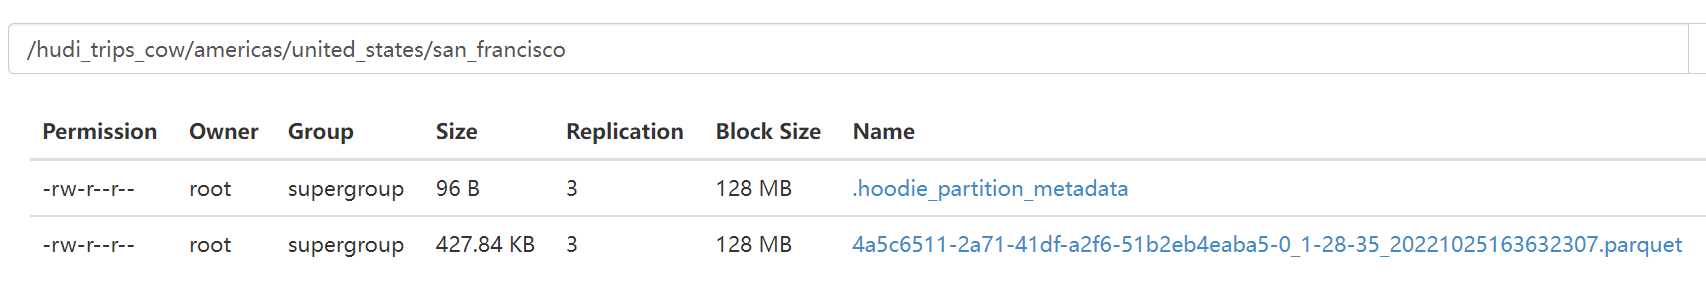 /hudi_trips_cow/americas/united_states/san_francisco
Permission Owner Group Size Replication Block Size Name
-rw-r--r-- root supergroup 96 B 3 128 MB .hoodie_partition_metadata
-rw-r--r-- root supergroup 427.84 KB 3 128 MB 4a5c6511-2a71-41df-a2f6-51b2eb4eaba5-0_1-28-35_20221025163632307.parquet